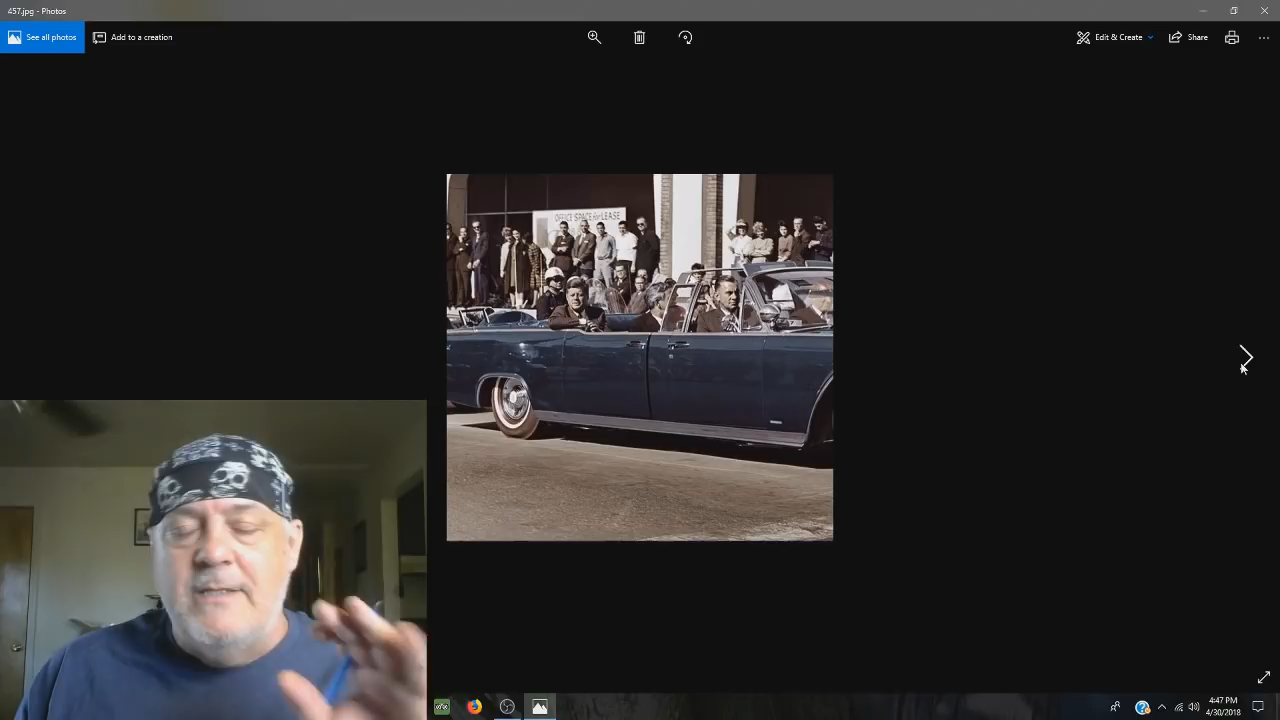 457.jpg - Photos
See all photos
Add to a creation
Edit & Create
Share
OFFICE SPACE for LEASE
4:47 PM
4/30/2018